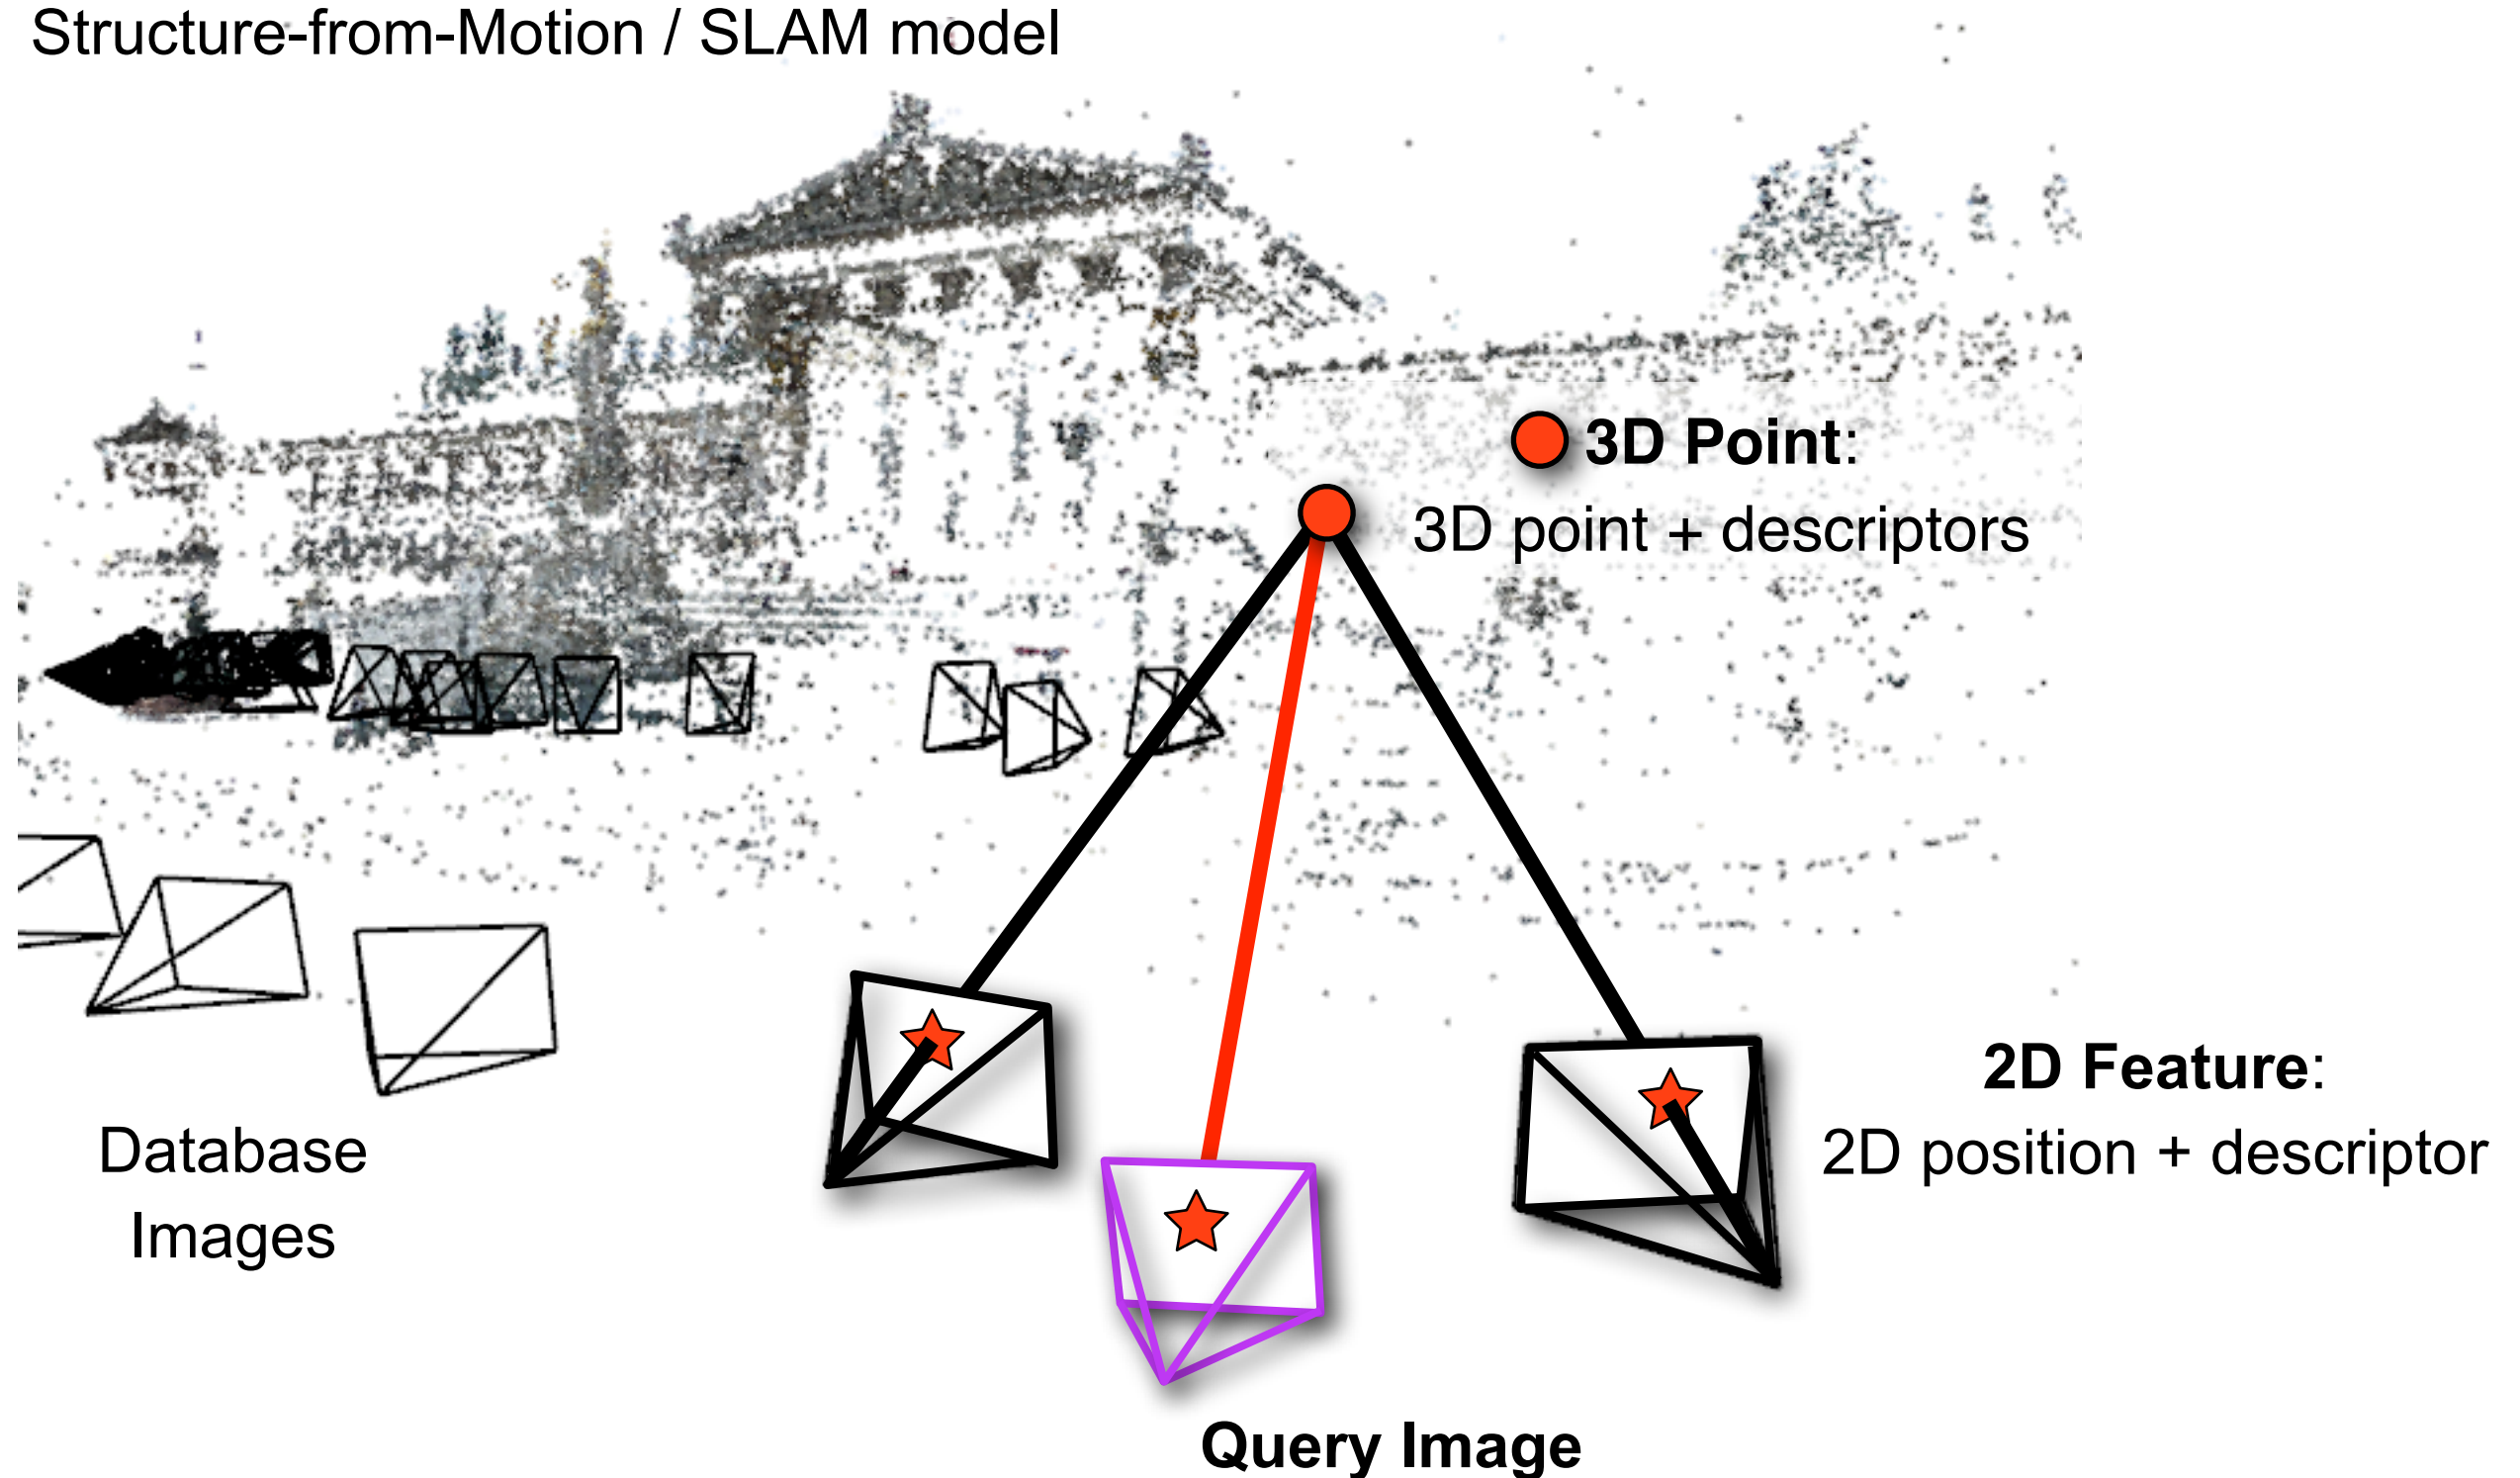 Structure-from-Motion / SLAM model
3D Point:
3D point + descriptors
2D Feature:
2D position + descriptor
Database
Images
Query Image